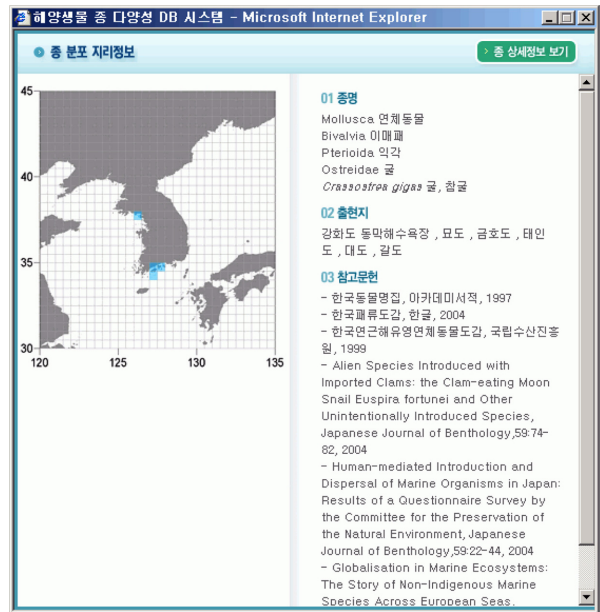 해양생물 종 다양성 DB 시스템 - Microsoft Internet Explorer
종 분포 지리정보
종 상세정보 보기
45
40
35
30
120 125 130 135
01 종명
Mollusca 연체동물
Bivalvia 이매패
Pterioida 익각
Ostreidae 굴
Crassostrea gigas 굴, 참굴
02 출현지
강화도 동막해수욕장 , 묘도 , 금호도 , 태인
도 , 대도 , 갈도
03 참고문헌
- 한국동물명집, 아카데미서적, 1997
- 한국패류도감, 한글, 2004
- 한국연근해유영연체동물도감, 국립수산진흥
원, 1999
- Alien Species Introduced with
Imported Clams: the Clam-eating Moon
Snail Euspira fortunei and Other
Unintentionally Introduced Species,
Japanese Journal of Benthology,59:74-
82, 2004
- Human-mediated Introduction and
Dispersal of Marine Organisms in Japan:
Results of a Questionnaire Survey by
the Committee for the Preservation of
the Natural Environment, Japanese
Journal of Benthology,59:22-44, 2004
- Globalisation in Marine Ecosystems:
The Story of Non-Indigenous Marine
Species Across European Seas.